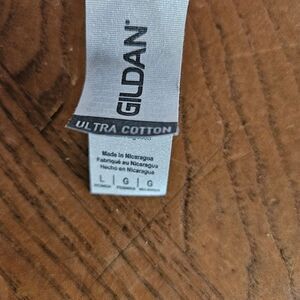 GILDAN®
ULTRA COTTON
Made in Nicaragua
Fabriqué au Nicaragua
Hecho en Nicaragua
L | G | G